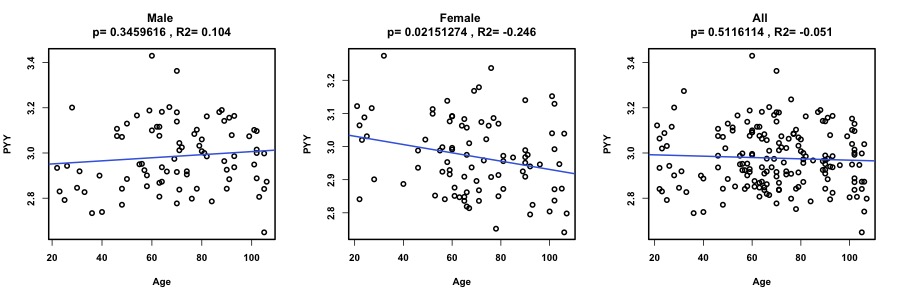 Male
p= 0.3459616 , R2= 0.104
PYY
3.4
3.2
3.0
2.8
20 40 60 80 100
Age
Female
p= 0.02151274 , R2= -0.246
PYY
3.2
3.1
3.0
2.9
2.8
20 40 60 80 100
Age
All
p= 0.5116114 , R2= -0.051
PYY
3.4
3.2
3.0
2.8
20 40 60 80 100
Age